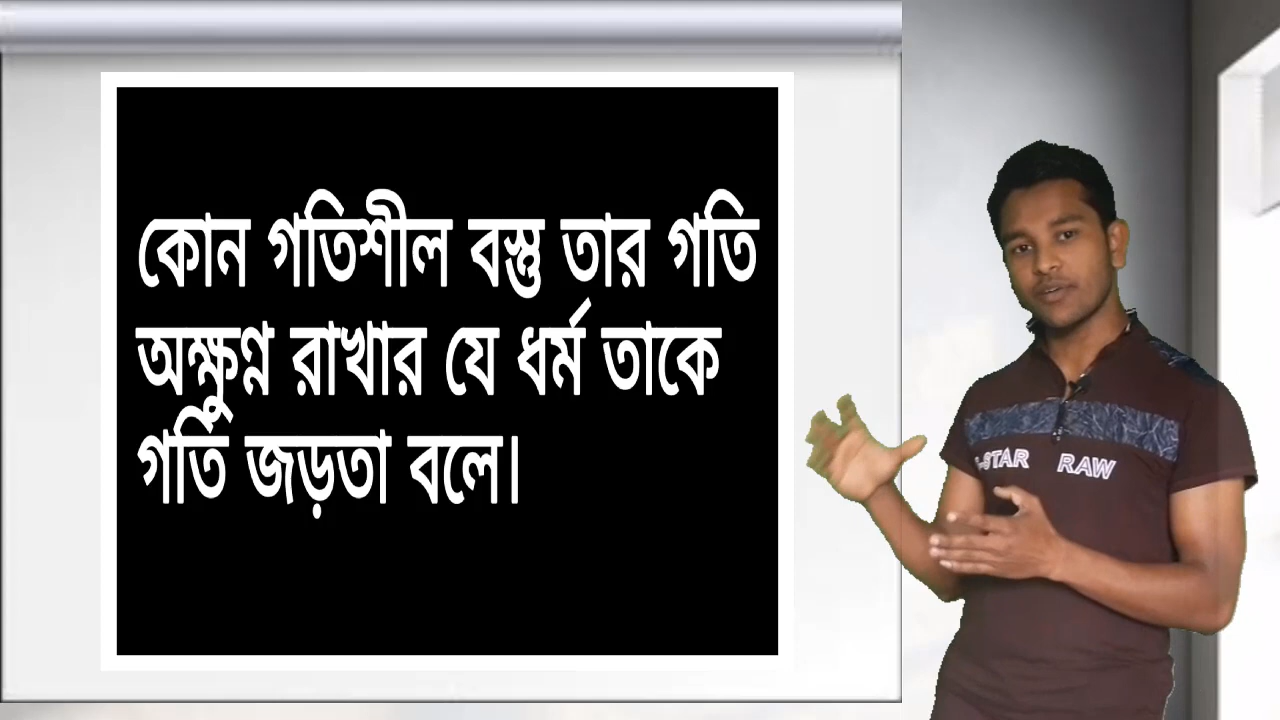 কোন গতিশীল বস্তু তার গতি
অক্ষুণ্ন রাখার যে ধর্ম তাকে
গতি জড়তা বলে।
STAR RAW